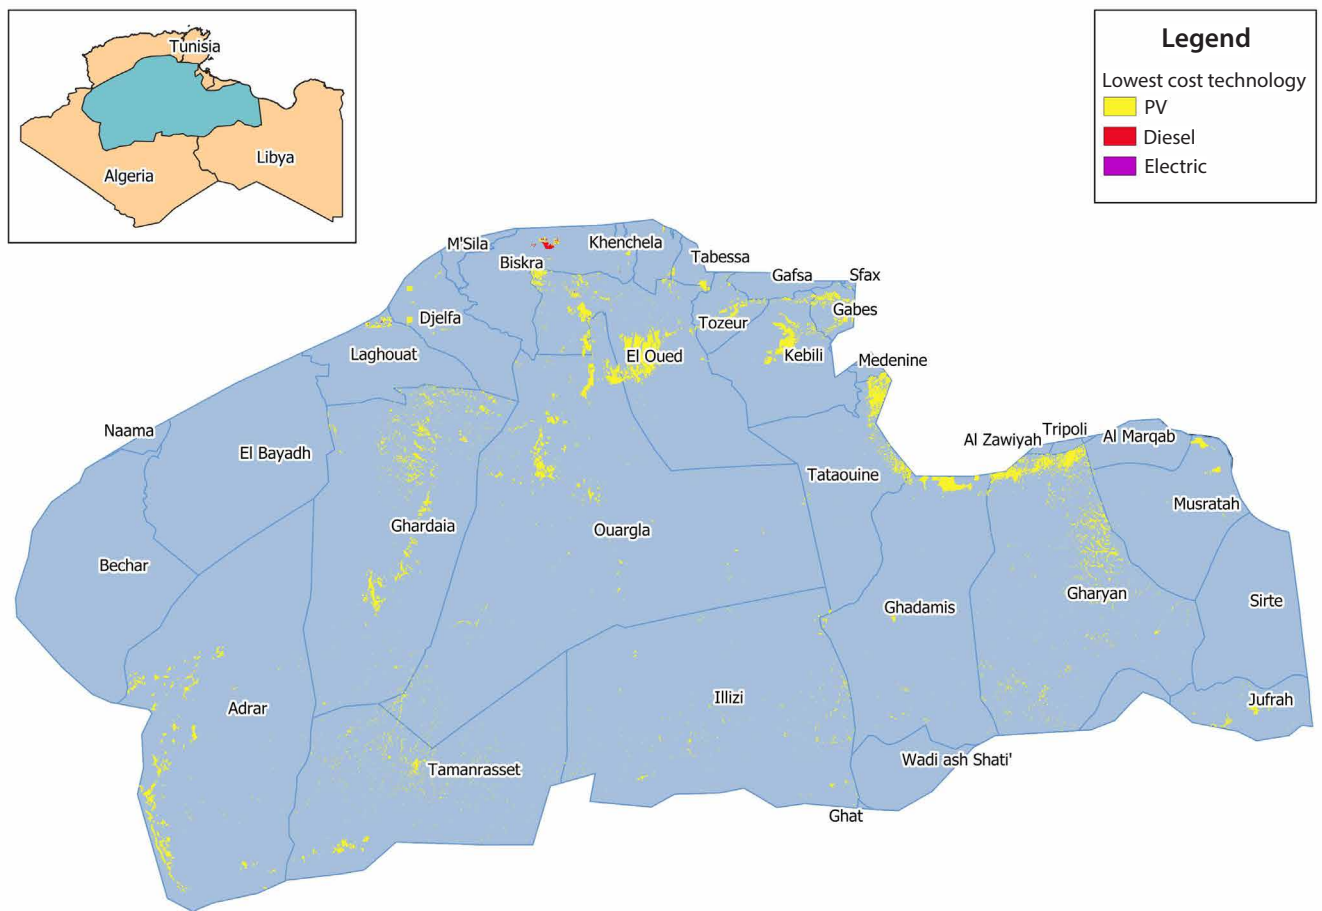 Tunisia
Algeria
Libya
Legend
Lowest cost technology
PV
Diesel
Electric
M'Sila
Khenchela
Biskra
Tabessa
Gafsa
Sfax
Djelfa
Tozeur
Gabes
Laghouat
El Oued
Kebili
Medenine
Naama
El Bayadh
Al Zawiyah
Tripoli
Al Marqab
Tataouine
Musratah
Ghardaia
Ouargla
Bechar
Ghadamis
Gharyan
Sirte
Adrar
Illizi
Jufrah
Tamanrasset
Wadi ash Shati'
Ghat